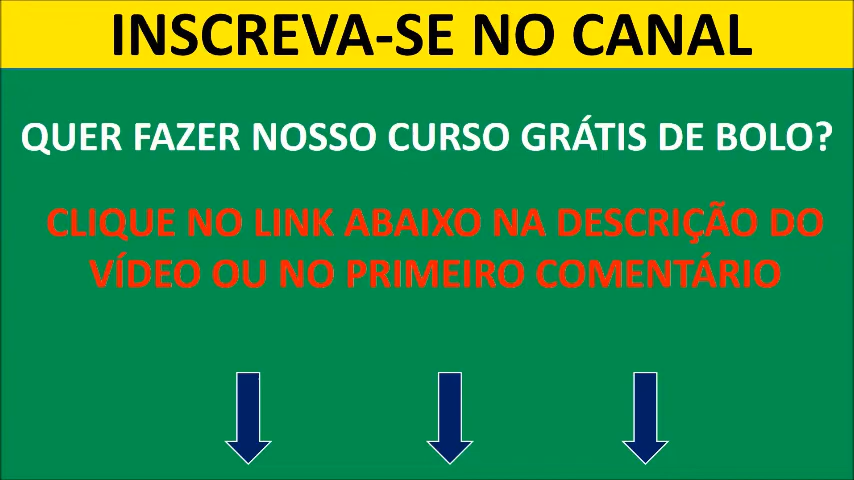 INSCREVA-SE NO CANAL
QUER FAZER NOSSO CURSO GRÁTIS DE BOLO?
CLIQUE NO LINK ABAIXO NA DESCRIÇÃO DO
VÍDEO OU NO PRIMEIRO COMENTÁRIO